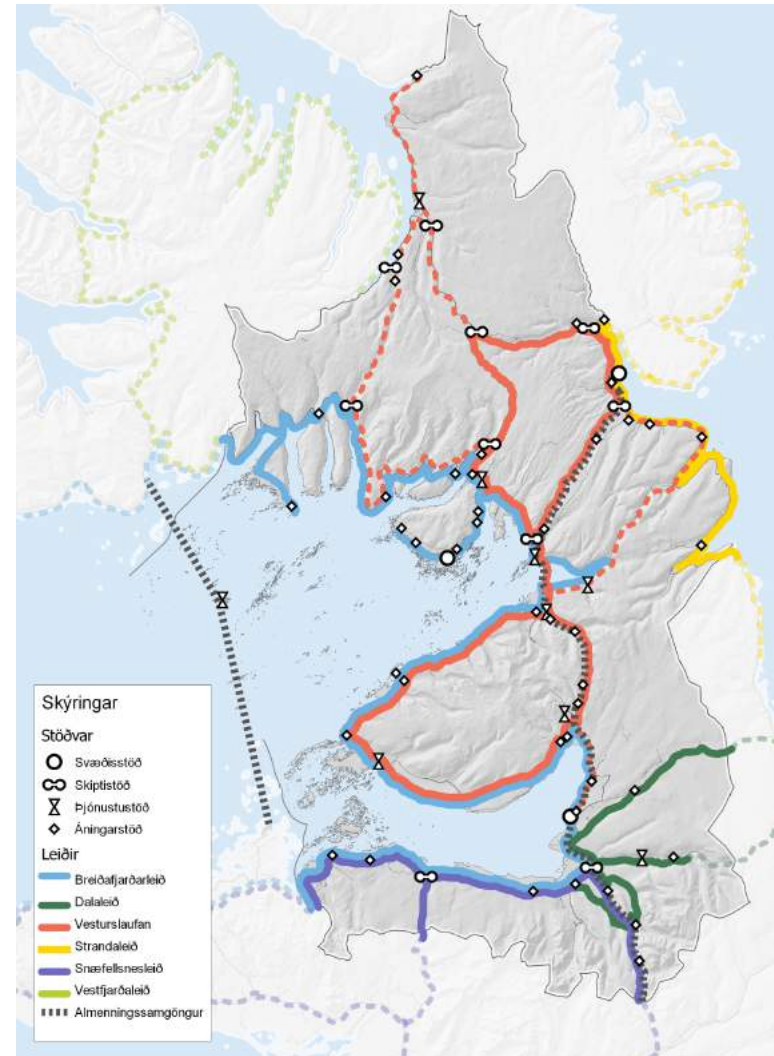 Skýringar
Stöðvar
Svæðisstöð
Skiptistöð
Þjónustustöð
Áningarstöð
Leiðir
Breiðafjarðarleið
Dalaleið
Vesturslaufan
Strandaleið
Snæfellsnesleið
Vestfjarðaleið
Almenningssamgöngur